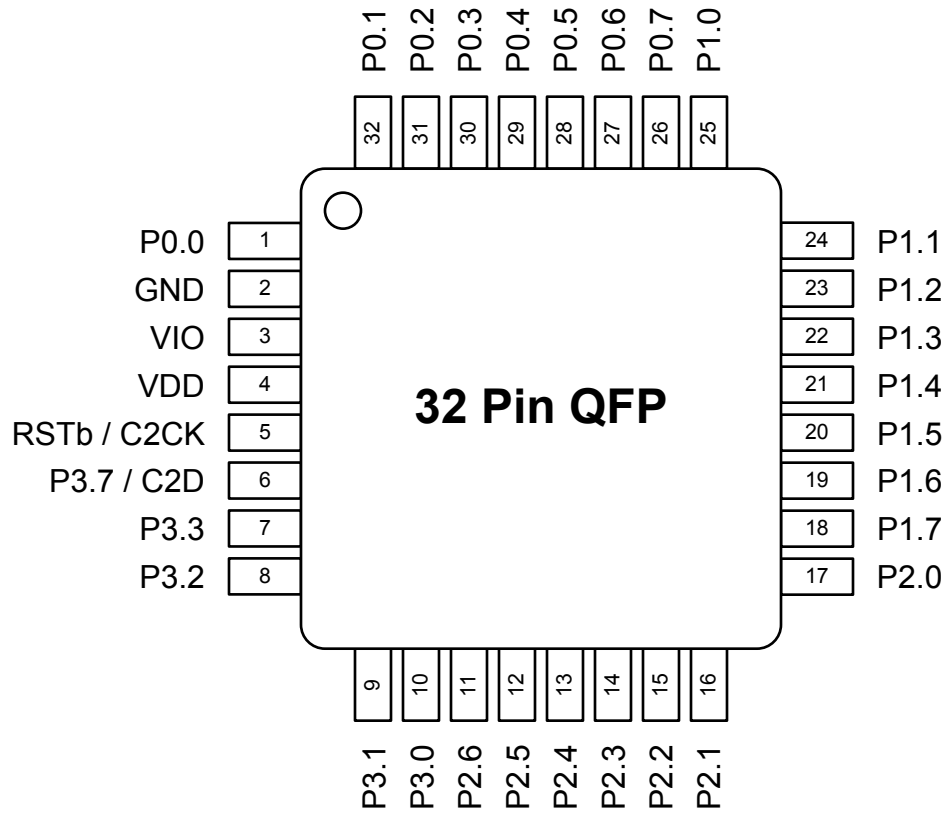 P0.1 P0.2 P0.3 P0.4 P0.5 P0.6 P0.7 P1.0
32 31 30 29 28 27 26 25
P0.0 1 24 P1.1
GND 2 23 P1.2
VIO 3 22 P1.3
VDD 4 21 P1.4
32 Pin QFP
RSTb / C2CK 5 20 P1.5
P3.7 / C2D 6 19 P1.6
P3.3 7 18 P1.7
P3.2 8 17 P2.0
9 10 11 12 13 14 15 16
P3.1 P3.0 P2.6 P2.5 P2.4 P2.3 P2.2 P2.1